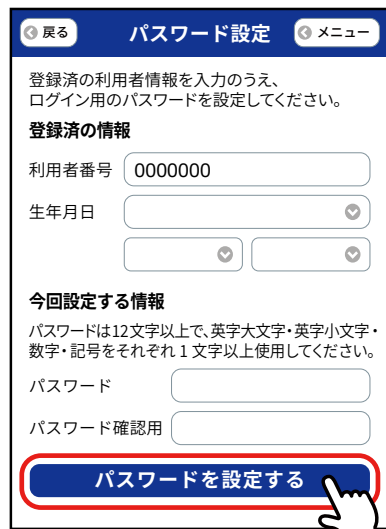 戻る パスワード設定 メニュー
登録済の利用者情報を入力のうえ、
ログイン用のパスワードを設定してください。
登録済の情報
利用者番号 0000000
生年月日
今回設定する情報
パスワードは12文字以上で、英字大文字・英字小文字・
数字・記号をそれぞれ1文字以上使用してください。
パスワード
パスワード確認用
パスワードを設定する